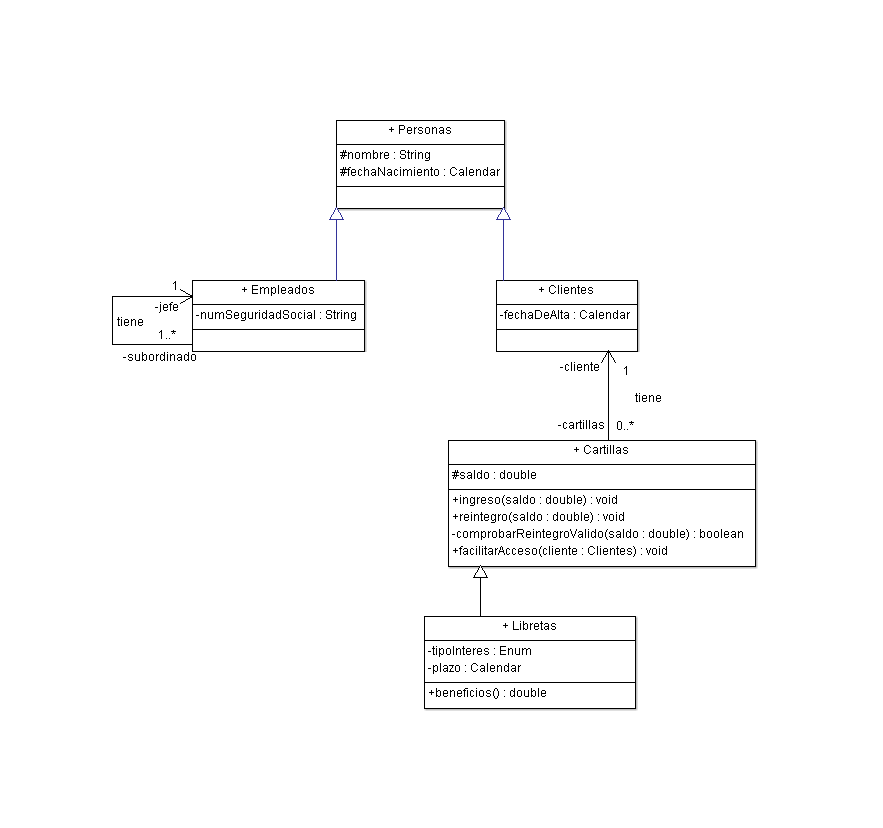 + Personas
#nombre : String
#fechaNacimiento : Calendar
+ Empleados
-numSeguridadSocial : String
1
-jefe
tiene
1..*
-subordinado
+ Clientes
-fechaDeAlta : Calendar
-cliente
1
tiene
-cartillas
0..*
+ Cartillas
#saldo : double
+ingreso(saldo : double) : void
+reintegro(saldo : double) : void
-comprobarReintegroValido(saldo : double) : boolean
+facilitarAcceso(cliente : Clientes) : void
+ Libretas
-tipoInteres : Enum
-plazo : Calendar
+beneficios() : double